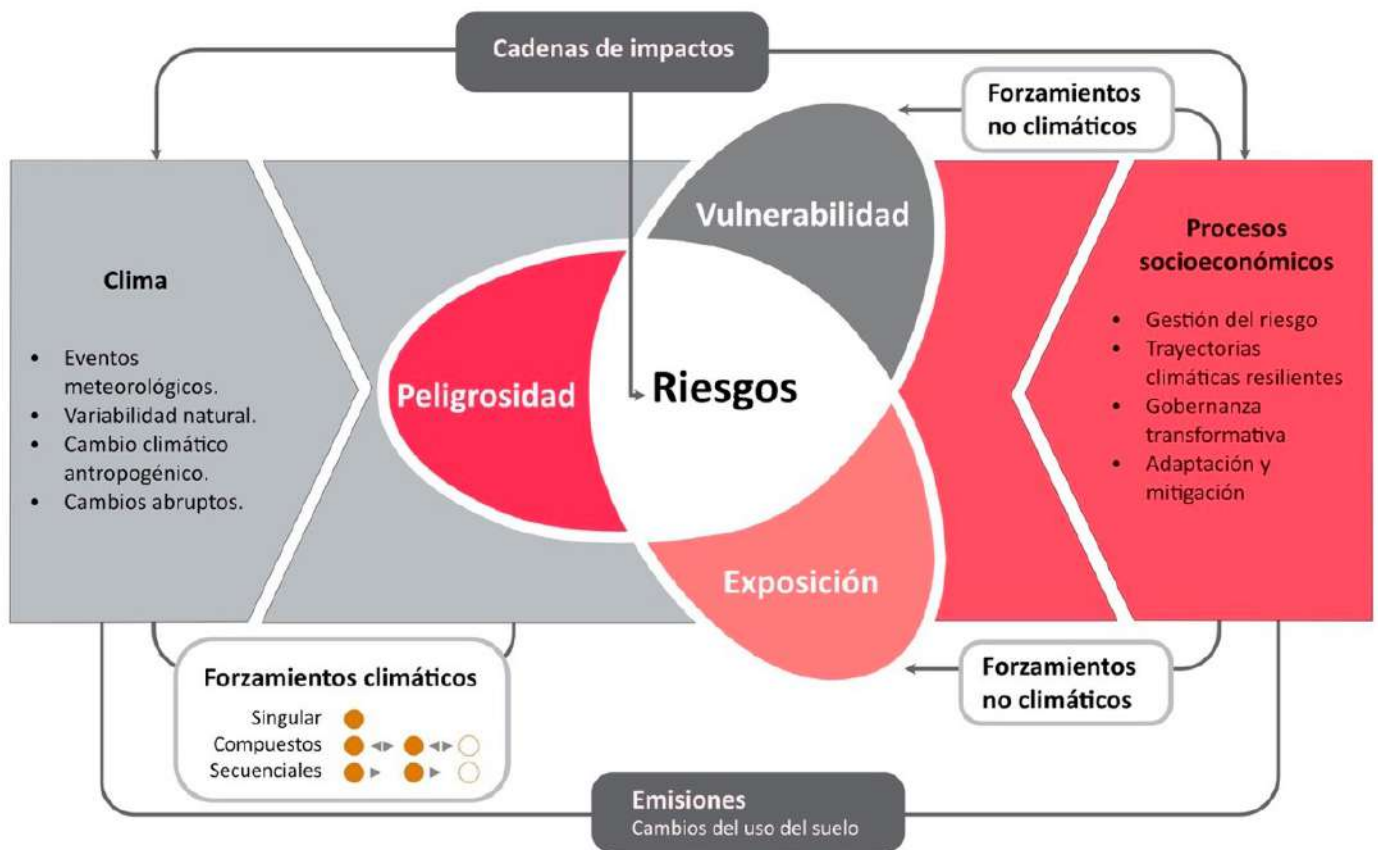 Cadenas de impactos
Forzamientos
no climáticos
Vulnerabilidad
Clima
• Eventos
meteorológicos.
• Variabilidad natural.
• Cambio climático
antropogénico.
• Cambios abruptos.
Peligrosidad
Riesgos
Procesos
socioeconómicos
• Gestión del riesgo
• Trayectorias
climáticas resilientes
• Gobernanza
transformativa
• Adaptación y
mitigación
Exposición
Forzamientos climáticos
Singular
Compuestos
Secuenciales
Forzamientos
no climáticos
Emisiones
Cambios del uso del suelo